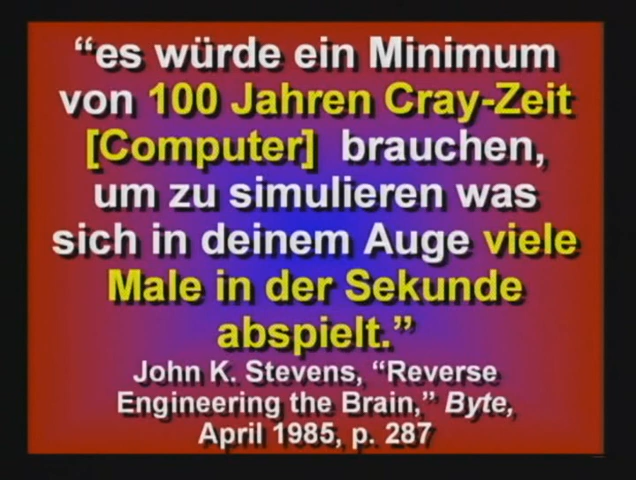 “es würde ein Minimum
von 100 Jahren Cray-Zeit
[Computer] brauchen,
um zu simulieren was
sich in deinem Auge viele
Male in der Sekunde
abspielt.”
John K. Stevens, “Reverse
Engineering the Brain,” Byte,
April 1985, p. 287